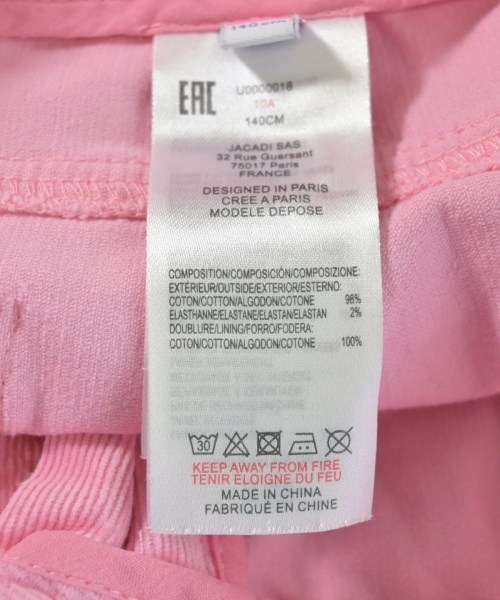 140cm
EAC
U0000018
10A
140CM
JACADI SAS
32 Rue Guersant
75017 Paris
FRANCE
DESIGNED IN PARIS
CREE A PARIS
MODELE DEPOSE
COMPOSITION/COMPOSICIÓN/COMPOSIZIONE:
EXTÉRIEUR/OUTSIDE/EXTERIOR/ESTERNO:
COTON/COTTON/ALGODON/COTONE 98%
ELASTHANNE/ELASTANE/ELASTAN/ELASTAN 2%
DOUBLURE/LINING/FORRO/FODERA:
COTON/COTTON/ALGODON/COTONE 100%
30
KEEP AWAY FROM FIRE
TENIR ELOIGNE DU FEU
MADE IN CHINA
FABRIQUÉ EN CHINE